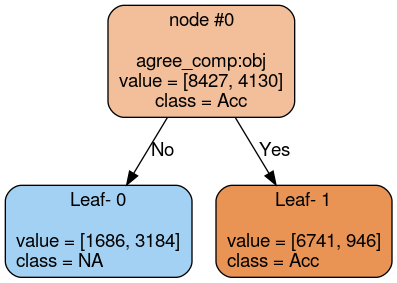 node #0
agree_comp:obj
value = [8427, 4130]
class = Acc
No
Yes
Leaf- 0
value = [1686, 3184]
class = NA
Leaf- 1
value = [6741, 946]
class = Acc